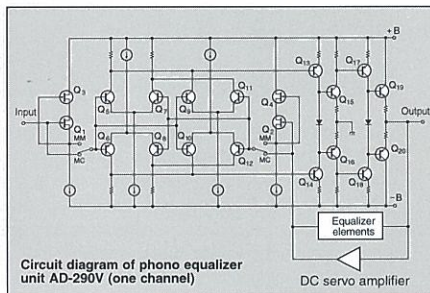 +B
Q3
Q1
MM
MC
Input
Q5
Q7
Q9
Q11
Q4
Q2
MM
MC
Q6
Q8
Q10
Q12
Q13
Q15
Q17
Q19
Output
Q16
Q14
Q18
Q20
−B
Equalizer
elements
DC servo amplifier
Circuit diagram of phono equalizer
unit AD-290V (one channel)